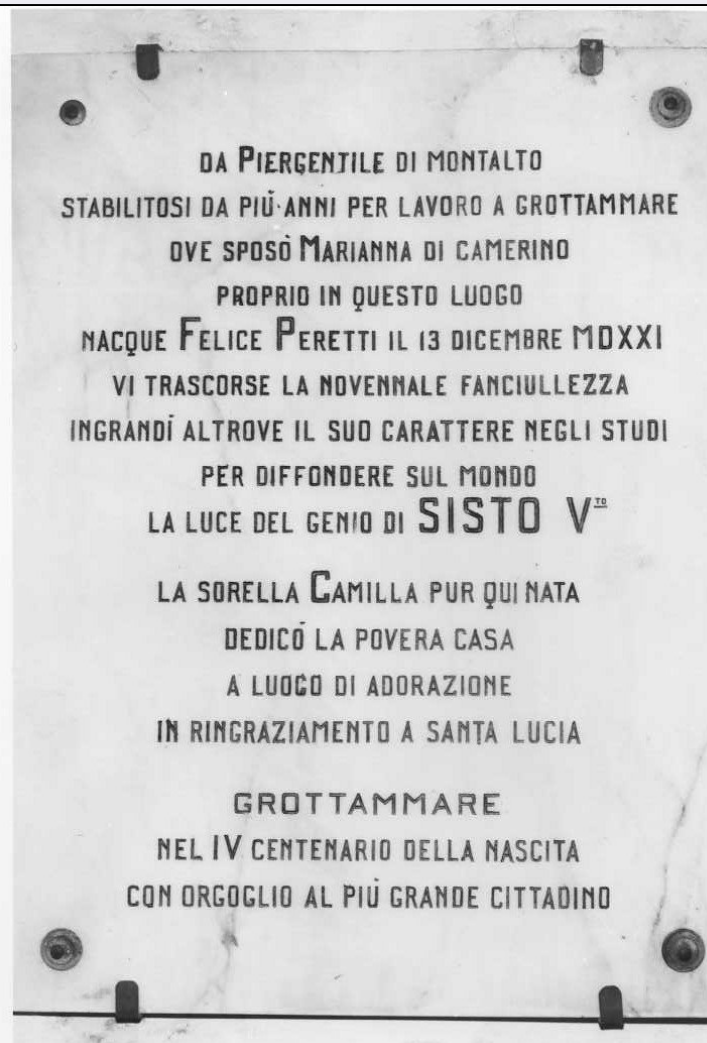 DA PIERGENTILE DI MONTALTO
STABILITOSI DA PIÙ ANNI PER LAVORO A GROTTAMMARE
OVE SPOSÒ MARIANNA DI CAMERINO
PROPRIO IN QUESTO LUOGO
NACQUE FELICE PERETTI IL 13 DICEMBRE MDXXI
VI TRASCORSE LA NOVENNALE FANCIULLEZZA
INGRANDÌ ALTROVE IL SUO CARATTERE NEGLI STUDI
PER DIFFONDERE SUL MONDO
LA LUCE DEL GENIO DI SISTO Vᵀᴼ
LA SORELLA CAMILLA PUR QUI NATA
DEDICÒ LA POVERA CASA
A LUOGO DI ADORAZIONE
IN RINGRAZIAMENTO A SANTA LUCIA
GROTTAMMARE
NEL IV CENTENARIO DELLA NASCITA
CON ORGOGLIO AL PIÙ GRANDE CITTADINO